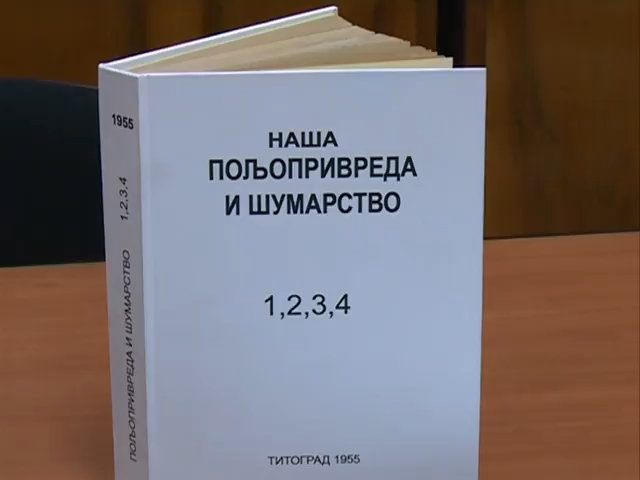 НАША
ПОЉОПРИВРЕДА
И ШУМАРСТВО
1,2,3,4
ТИТОГРАД 1955
1955
1,2,3,4
ПОЉОПРИВРЕДА И ШУМАРСТВО